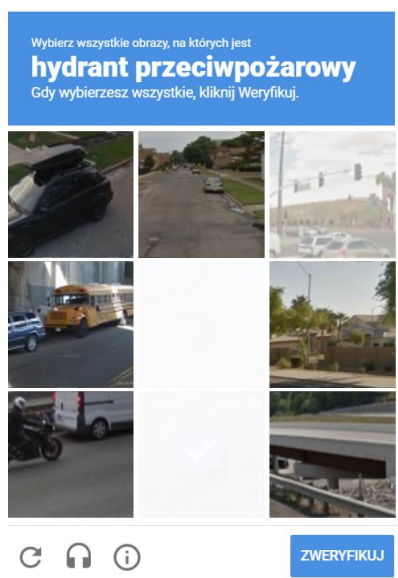 Wybierz wszystkie obrazy, na których jest
hydrant przeciwpożarowy
Gdy wybierzesz wszystkie, kliknij Weryfikuj.
ZWERYFIKUJ